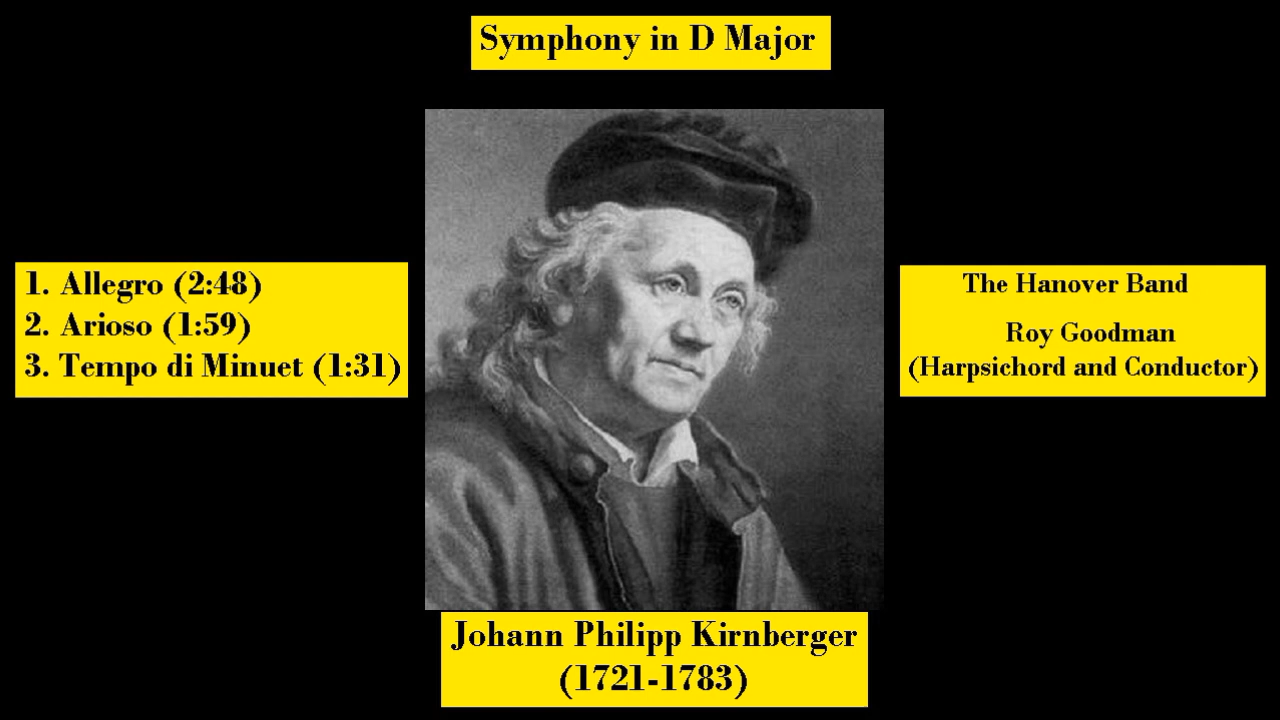 Symphony in D Major
1. Allegro (2:48)
2. Arioso (1:59)
3. Tempo di Minuet (1:31)
The Hanover Band
Roy Goodman
(Harpsichord and Conductor)
Johann Philipp Kirnberger
(1721-1783)